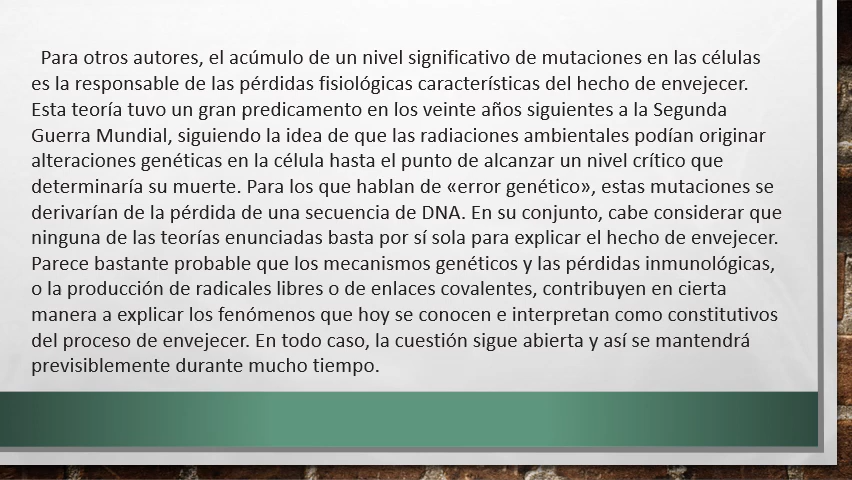 Para otros autores, el acúmulo de un nivel significativo de mutaciones en las células
es la responsable de las pérdidas fisiológicas características del hecho de envejecer.
Esta teoría tuvo un gran predicamento en los veinte años siguientes a la Segunda
Guerra Mundial, siguiendo la idea de que las radiaciones ambientales podían originar
alteraciones genéticas en la célula hasta el punto de alcanzar un nivel crítico que
determinaría su muerte. Para los que hablan de «error genético», estas mutaciones se
derivarían de la pérdida de una secuencia de DNA. En su conjunto, cabe considerar que
ninguna de las teorías enunciadas basta por sí sola para explicar el hecho de envejecer.
Parece bastante probable que los mecanismos genéticos y las pérdidas inmunológicas,
o la producción de radicales libres o de enlaces covalentes, contribuyen en cierta
manera a explicar los fenómenos que hoy se conocen e interpretan como constitutivos
del proceso de envejecer. En todo caso, la cuestión sigue abierta y así se mantendrá
previsiblemente durante mucho tiempo.